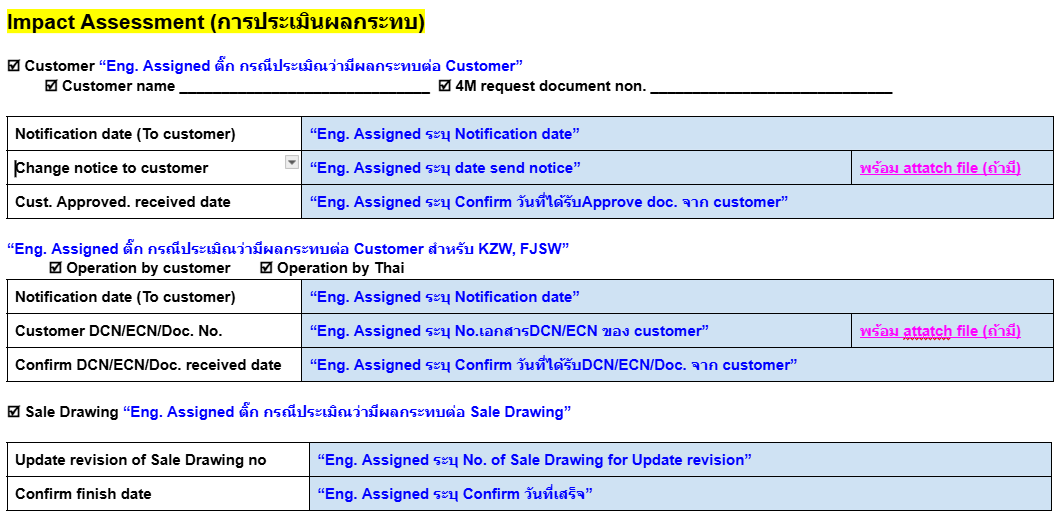 Impact Assessment (การประเมินผลกระทบ)
☑ Customer “Eng. Assigned ติ๊ก กรณีประเมิณว่ามีผลกระทบต่อ Customer”
☑ Customer name ______________________________ ☑ 4M request document non. _____________________________
Notification date (To customer) “Eng. Assigned ระบุ Notification date”
Change notice to customer “Eng. Assigned ระบุ date send notice” พร้อม attatch file (ถ้ามี)
Cust. Approved. received date “Eng. Assigned ระบุ Confirm วันที่ได้รับApprove doc. จาก customer”
“Eng. Assigned ติ๊ก กรณีประเมิณว่ามีผลกระทบต่อ Customer สำหรับ KZW, FJSW”
☑ Operation by customer ☑ Operation by Thai
Notification date (To customer) “Eng. Assigned ระบุ Notification date”
Customer DCN/ECN/Doc. No. “Eng. Assigned ระบุ No.เอกสารDCN/ECN ของ customer” พร้อม attatch file (ถ้ามี)
Confirm DCN/ECN/Doc. received date “Eng. Assigned ระบุ Confirm วันที่ได้รับDCN/ECN/Doc. จาก customer”
☑ Sale Drawing “Eng. Assigned ติ๊ก กรณีประเมิณว่ามีผลกระทบต่อ Sale Drawing”
Update revision of Sale Drawing no “Eng. Assigned ระบุ No. of Sale Drawing for Update revision”
Confirm finish date “Eng. Assigned ระบุ Confirm วันที่เสร็จ”